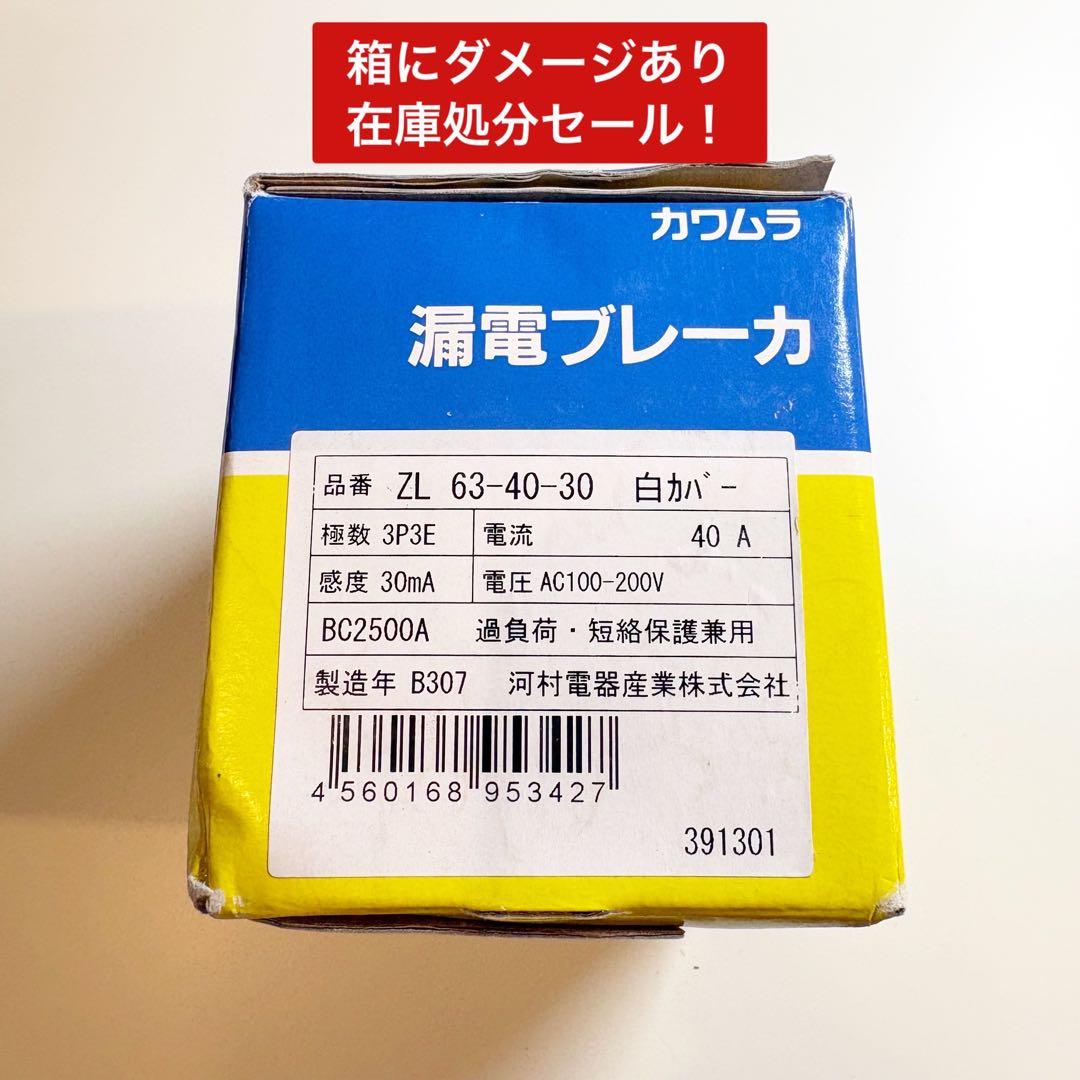 箱にダメージあり
在庫処分セール！
カワムラ
漏電ブレーカ
品番 ZL 63-40-30 白カバー
極数 3P3E 電流 40 A
感度 30mA 電圧 AC100-200V
BC2500A 過負荷・短絡保護兼用
製造年 B307 河村電器産業株式会社
4 560168 953427
391301